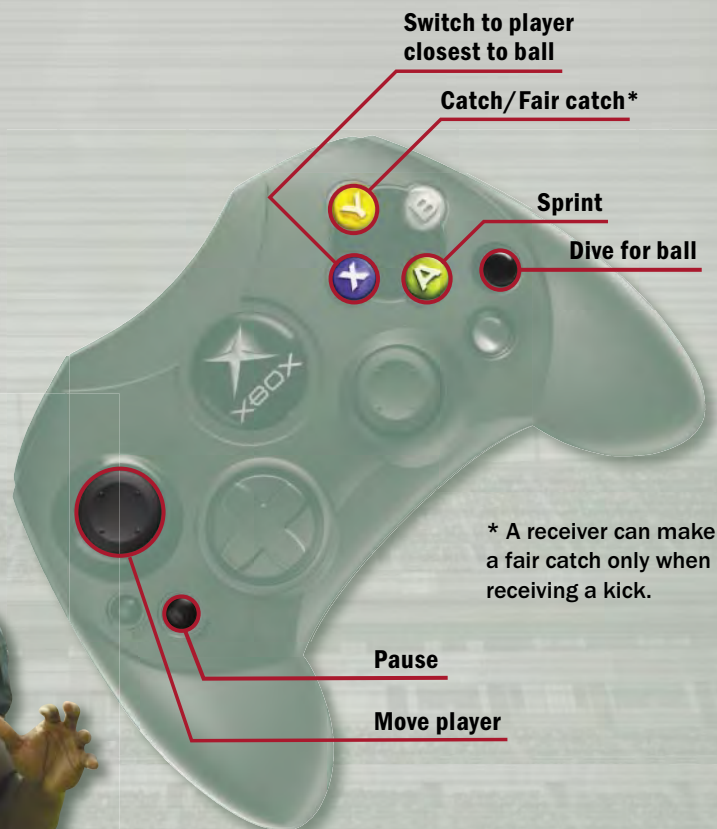 Switch to player
closest to ball
Catch/Fair catch*
Sprint
Dive for ball
Y
B
X
A
XBOX
* A receiver can make
a fair catch only when
receiving a kick.
Pause
Move player